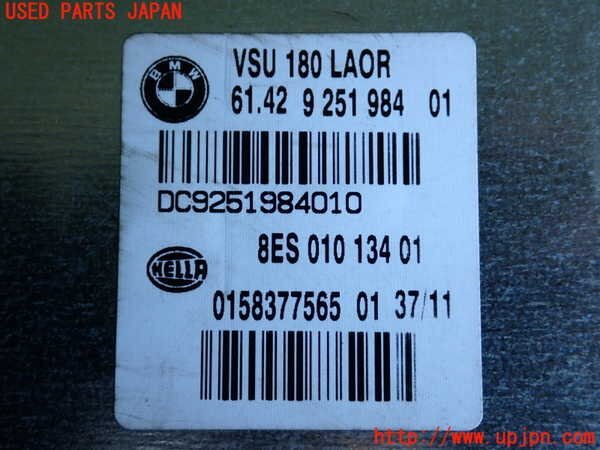 USED PARTS JAPAN
BMW
VSU 180 LAOR
61.42 9 251 984 01
DC9251984010
HELLA
8ES 010 134 01
0158377565 01 37/11
http://www.upjpn.com/